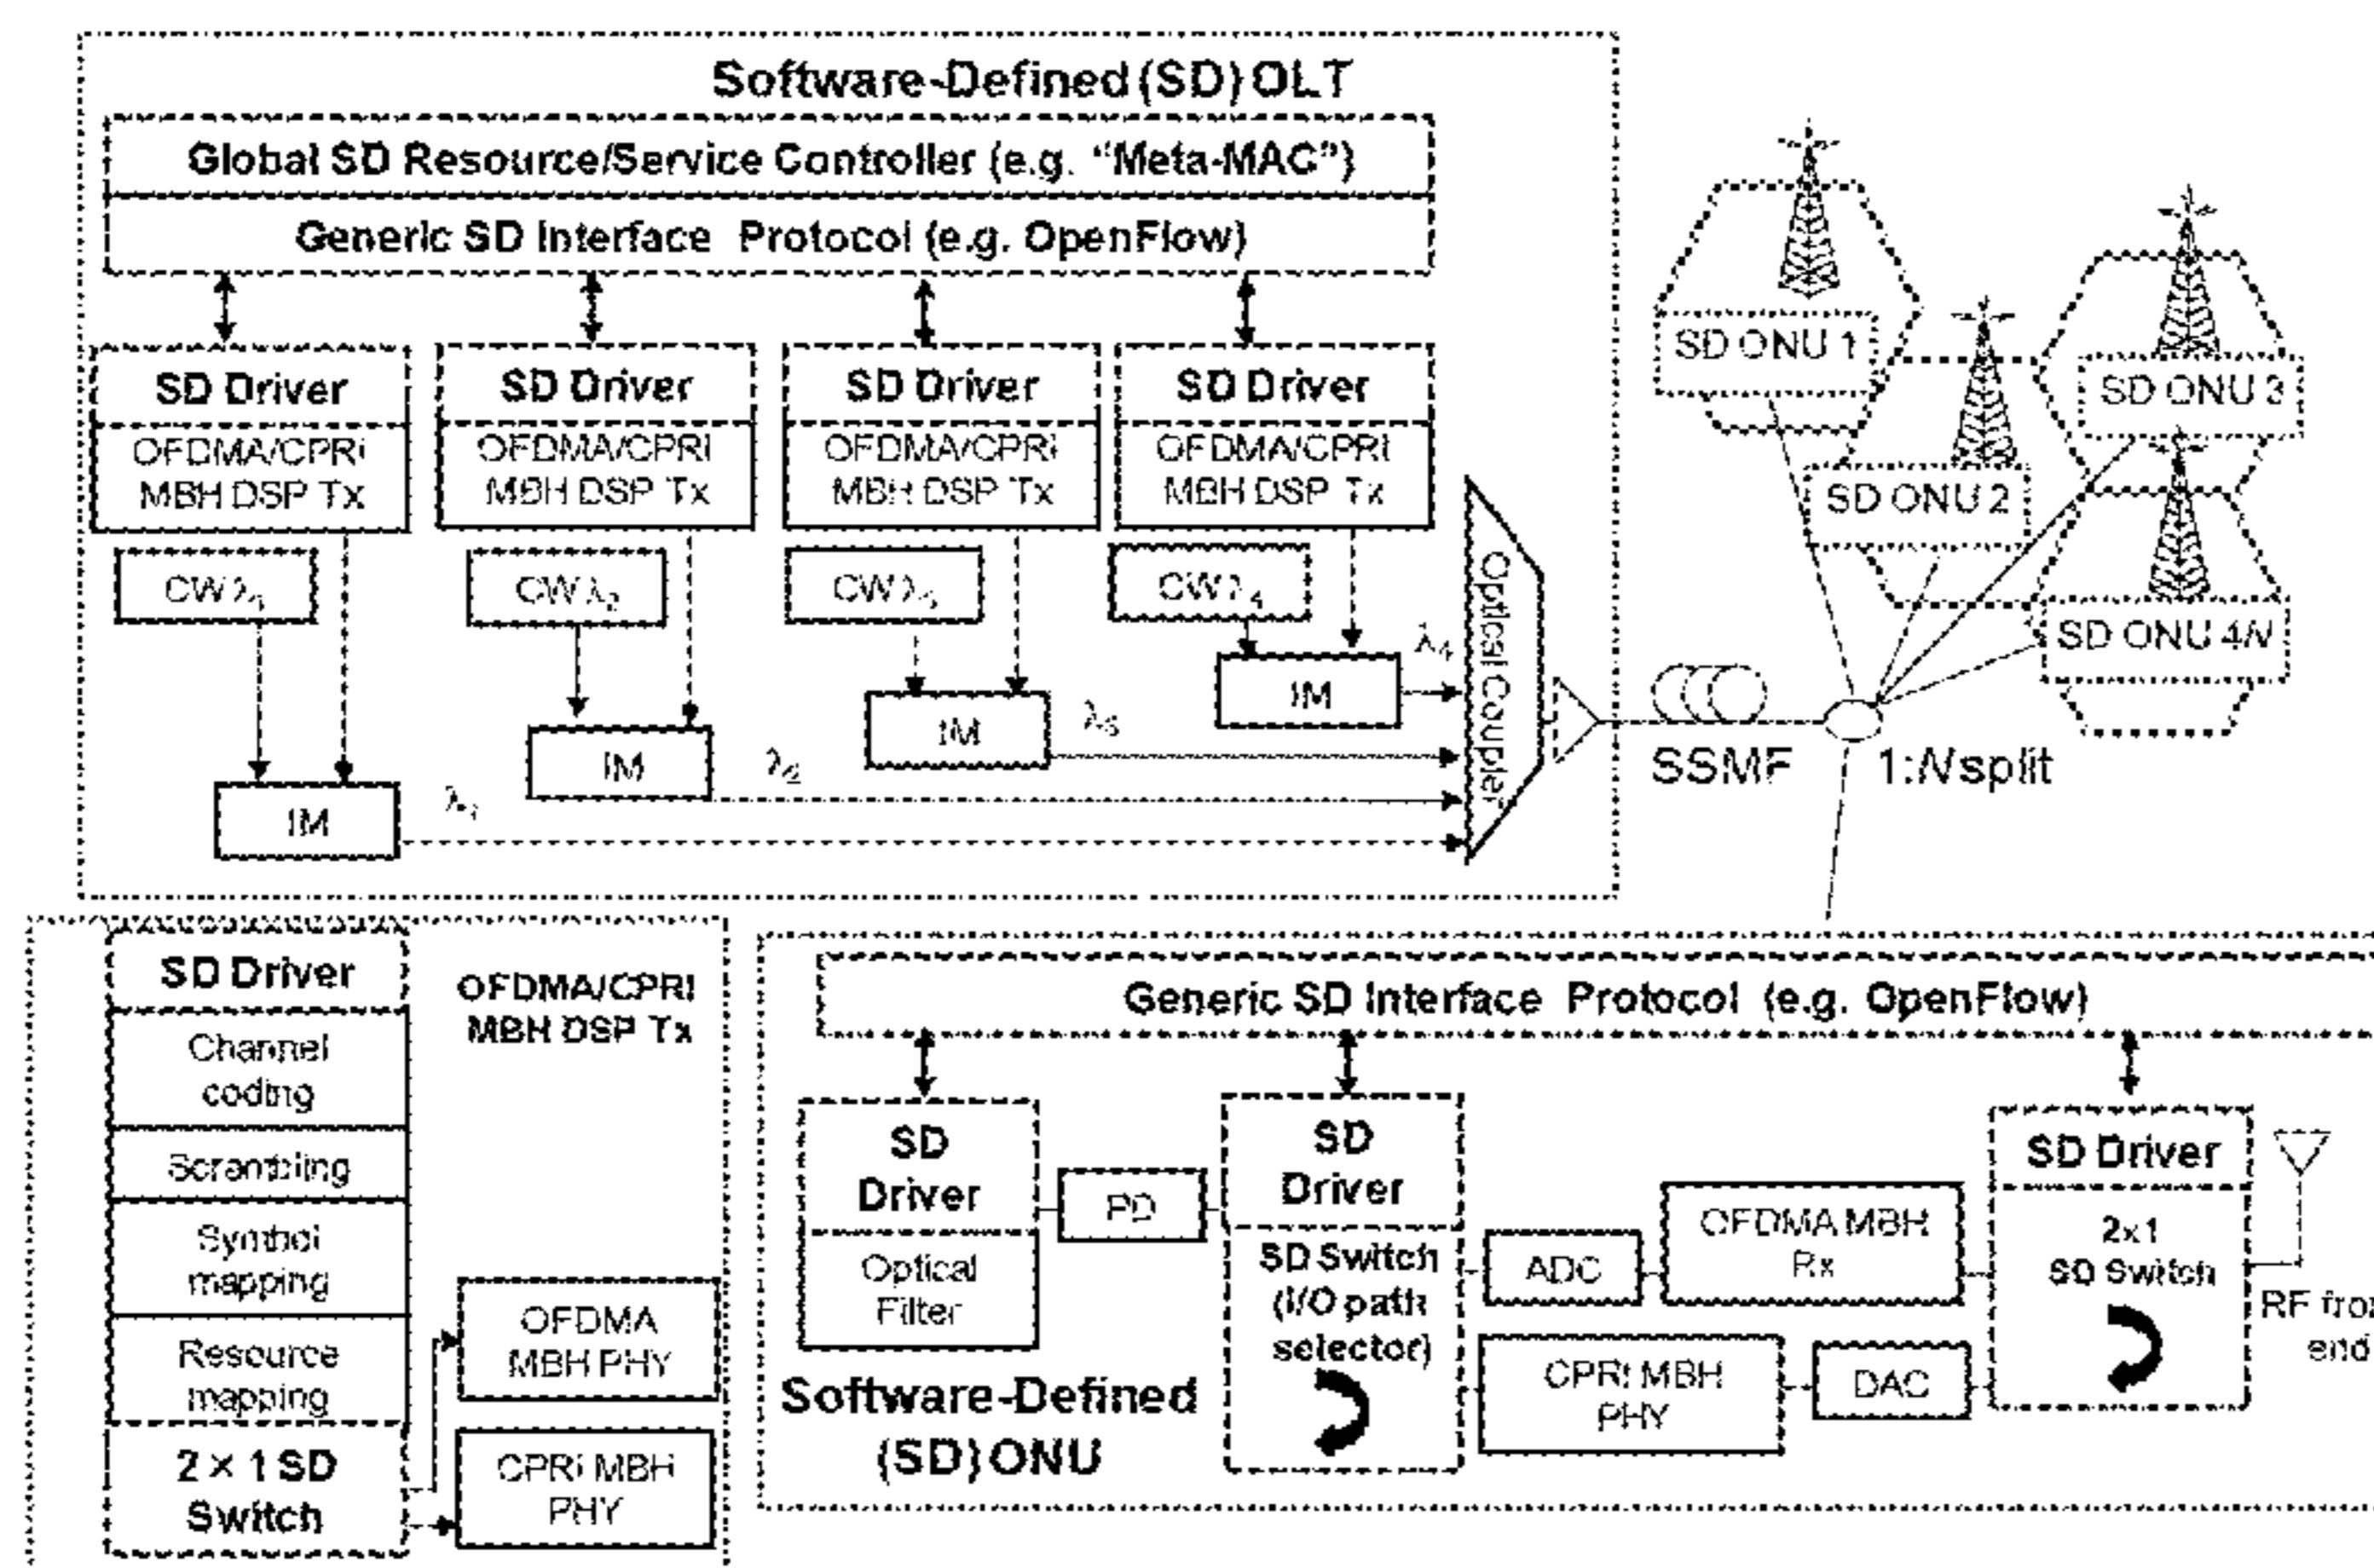 Software-Defined (SD) OLT
Global SD Resource/Service Controller (e.g. “Meta-MAC”)
Generic SD Interface Protocol (e.g. OpenFlow)
SD Driver
OFDMA/CPRI
MBH DSP Tx
SD Driver
OFDMA/CPRI
MBH DSP Tx
SD Driver
OFDMA/CPRI
MBH DSP Tx
SD Driver
OFDMA/CPRI
MBH DSP Tx
CW λ1
CW λ2
CW λ3
CW λ4
IM
λ4
IM
λ3
IM
λ2
IM
λ1
Optical Coupler
SSMF
1:N split
SD ONU 1
SD ONU 2
SD ONU 3
SD ONU 4N
SD Driver
Channel
coding
Scrambling
Symbol
mapping
Resource
mapping
2 × 1 SD
Switch
OFDMA/CPRI
MBH DSP Tx
OFDMA
MBH PHY
CPRI MBH
PHY
Generic SD Interface Protocol (e.g. OpenFlow)
SD
Driver
Optical
Filter
PD
SD
Driver
SD Switch
(I/O path
selector)
ADC
OFDMA MBH
Rx
CPRI MBH
PHY
DAC
SD Driver
2x1
SD Switch
RF
end
Software-Defined
(SD) ONU